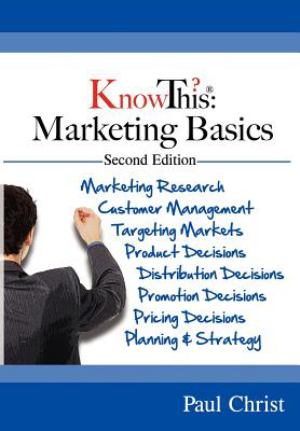 KnowThis?®:
Marketing Basics
Second Edition
Marketing Research
Customer Management
Targeting Markets
Product Decisions
Distribution Decisions
Promotion Decisions
Pricing Decisions
Planning & Strategy
Paul Christ